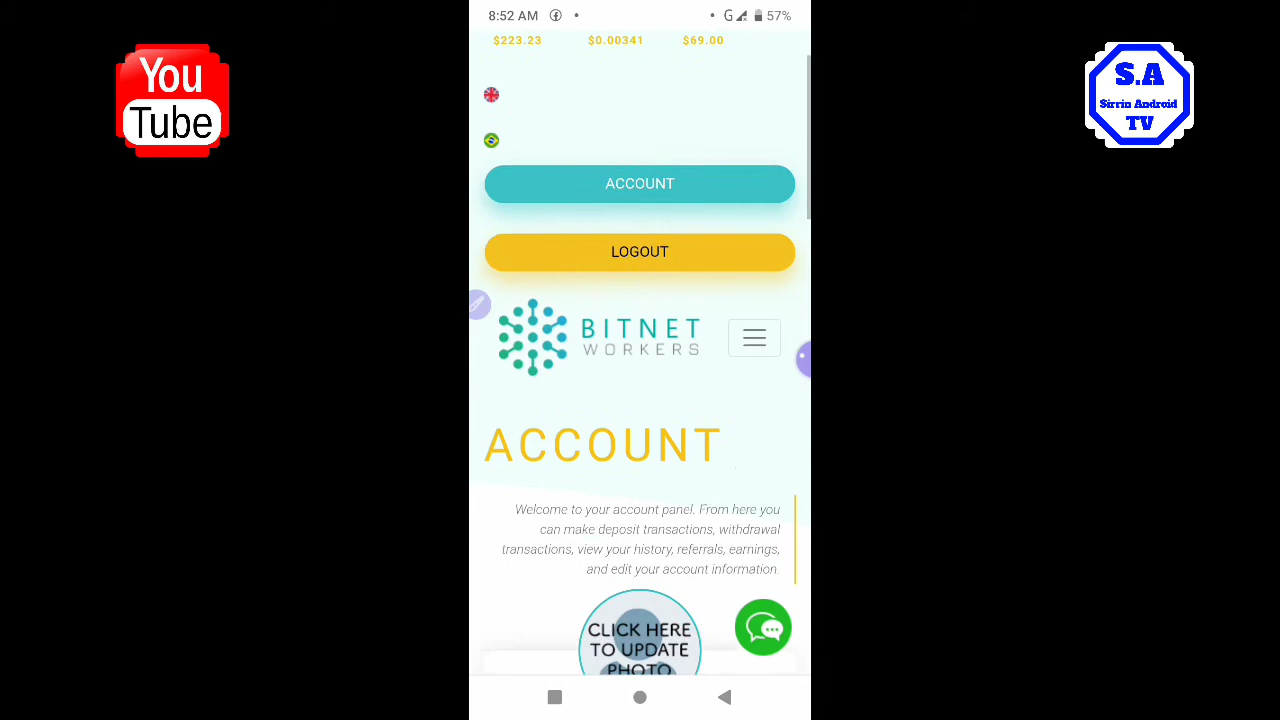 You
Tube
S.A
Sirrin Android
TV
8:52 AM
G
57%
$223.23 $0.00341 $69.00
ACCOUNT
LOGOUT
BITNET
WORKERS
ACCOUNT
Welcome to your account panel. From here you
can make deposit transactions, withdrawal
transactions, view your history, referrals, earnings,
and edit your account information.
CLICK HERE
TO UPDATE
PHOTO